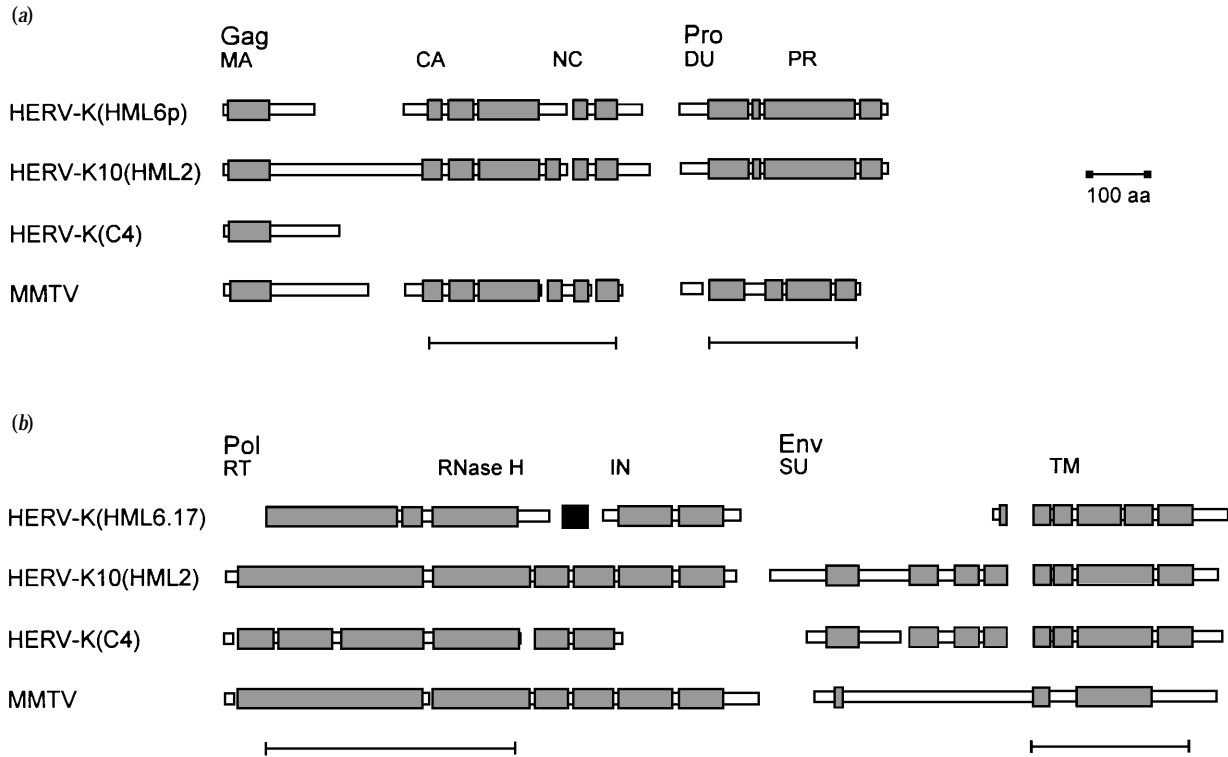 (a)
Gag Pro
MA CA NC DU PR
HERV-K(HML6p)
HERV-K10(HML2)
100 aa
HERV-K(C4)
MMTV
(b)
Pol Env
RT RNase H IN SU TM
HERV-K(HML6.17)
HERV-K10(HML2)
HERV-K(C4)
MMTV